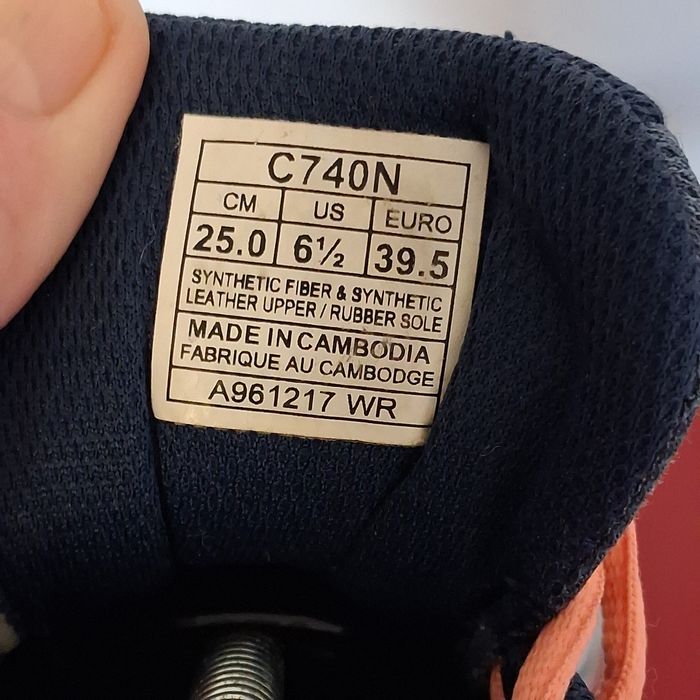 C740N
CM US EURO
25.0 6½ 39.5
SYNTHETIC FIBER & SYNTHETIC
LEATHER UPPER / RUBBER SOLE
MADE IN CAMBODIA
FABRIQUE AU CAMBODGE
A961217 WR